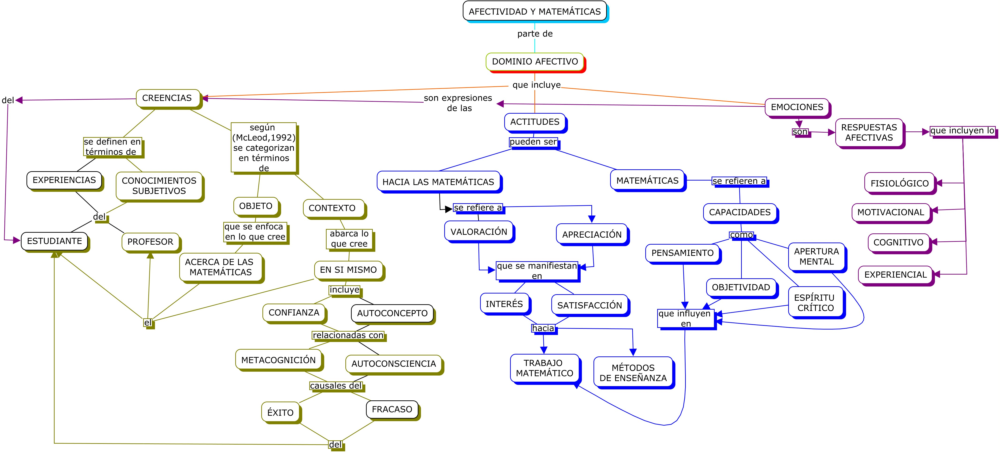 AFECTIVIDAD Y MATEMÁTICAS
parte de
DOMINIO AFECTIVO
que incluye
CREENCIAS
del
son expresiones
de las
EMOCIONES
ACTITUDES
son
RESPUESTAS
AFECTIVAS
que incluyen lo
se definen en
términos de
según
(McLeod,1992)
se categorizan
en términos
de
pueden ser
EXPERIENCIAS
CONOCIMIENTOS
SUBJETIVOS
HACIA LAS MATEMÁTICAS
MATEMÁTICAS
se refieren a
FISIOLÓGICO
del
OBJETO
CONTEXTO
se refiere a
CAPACIDADES
MOTIVACIONAL
que se enfoca
en lo que cree
abarca lo
que cree
VALORACIÓN
APRECIACIÓN
como
ESTUDIANTE
PROFESOR
COGNITIVO
ACERCA DE LAS
MATEMÁTICAS
EN SI MISMO
que se manifiestan
en
PENSAMIENTO
APERTURA
MENTAL
EXPERIENCIAL
incluye
OBJETIVIDAD
ESPÍRITU
CRÍTICO
INTERÉS
SATISFACCIÓN
CONFIANZA
AUTOCONCEPTO
que influyen
en
el
hacia
relacionadas con
METACOGNICIÓN
AUTOCONSCIENCIA
TRABAJO
MATEMÁTICO
MÉTODOS
DE ENSEÑANZA
causales del
ÉXITO
FRACASO
del